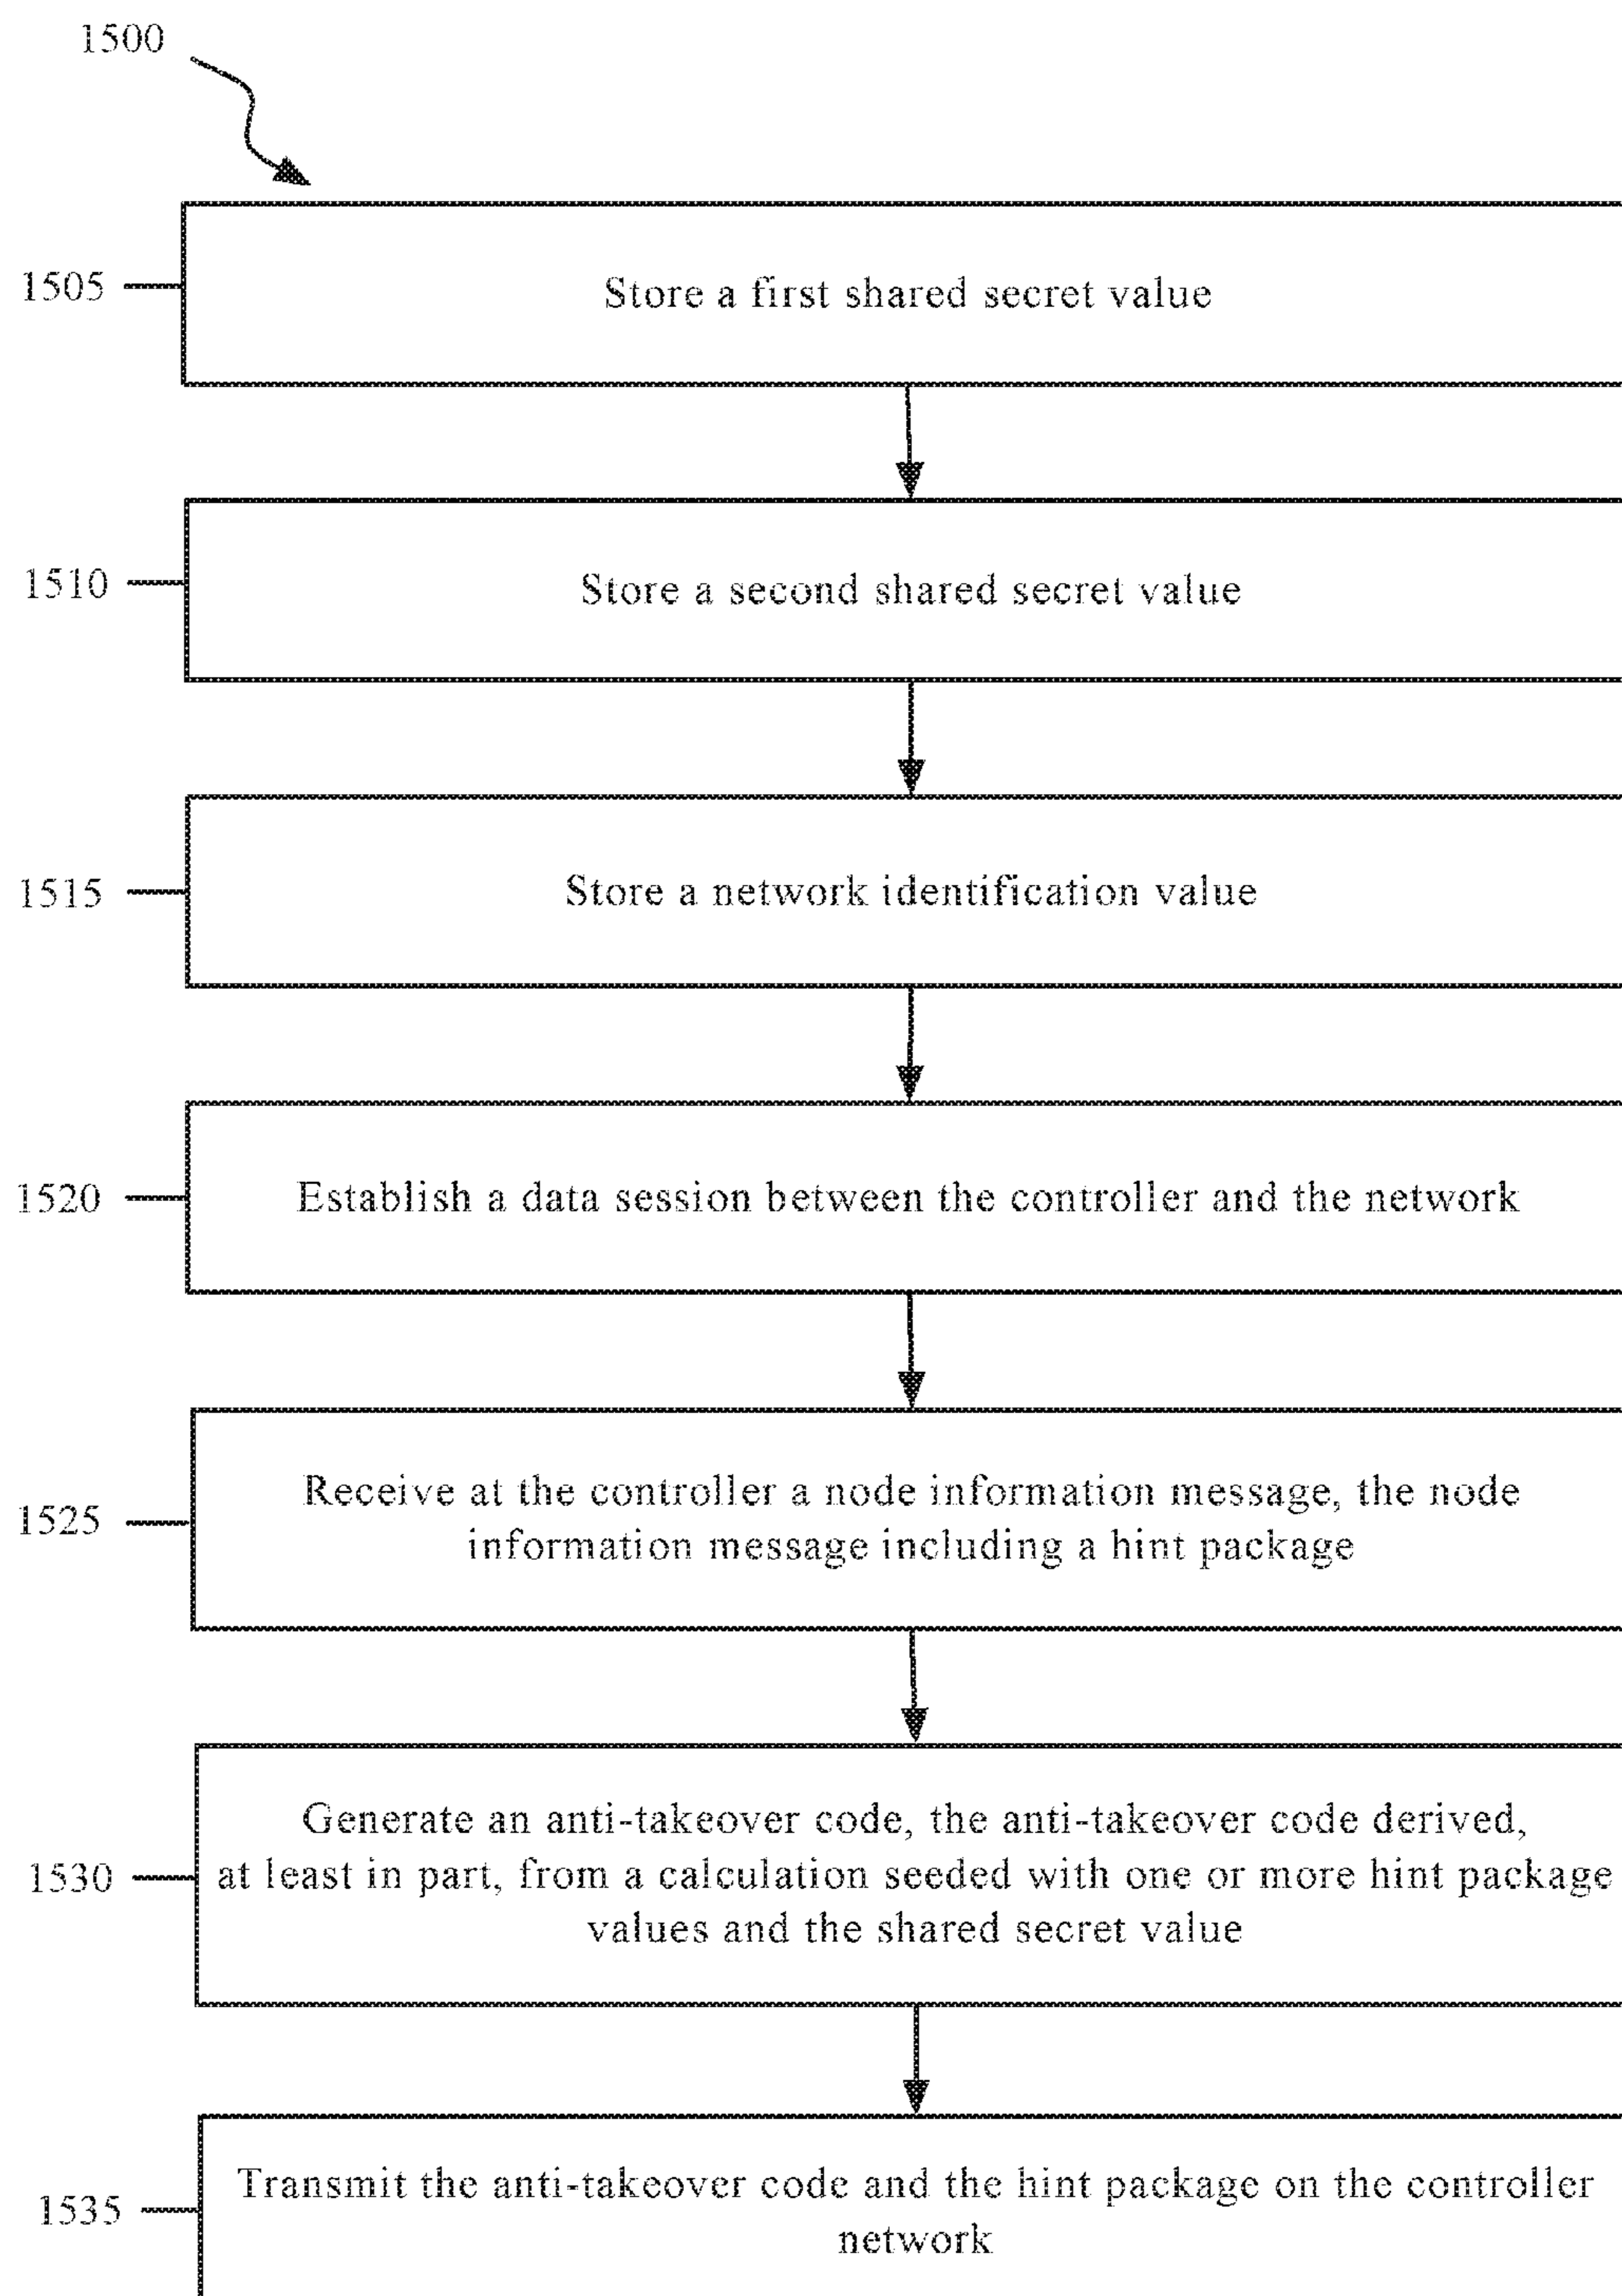 1500
1505
Store a first shared secret value
1510
Store a second shared secret value
1515
Store a network identification value
1520
Establish a data session between the controller and the network
1525
Receive at the controller a node information message, the node
information message including a hint package
1530
Generate an anti-takeover code, the anti-takeover code derived,
at least in part, from a calculation seeded with one or more hint package
values and the shared secret value
1535
Transmit the anti-takeover code and the hint package on the controller
network